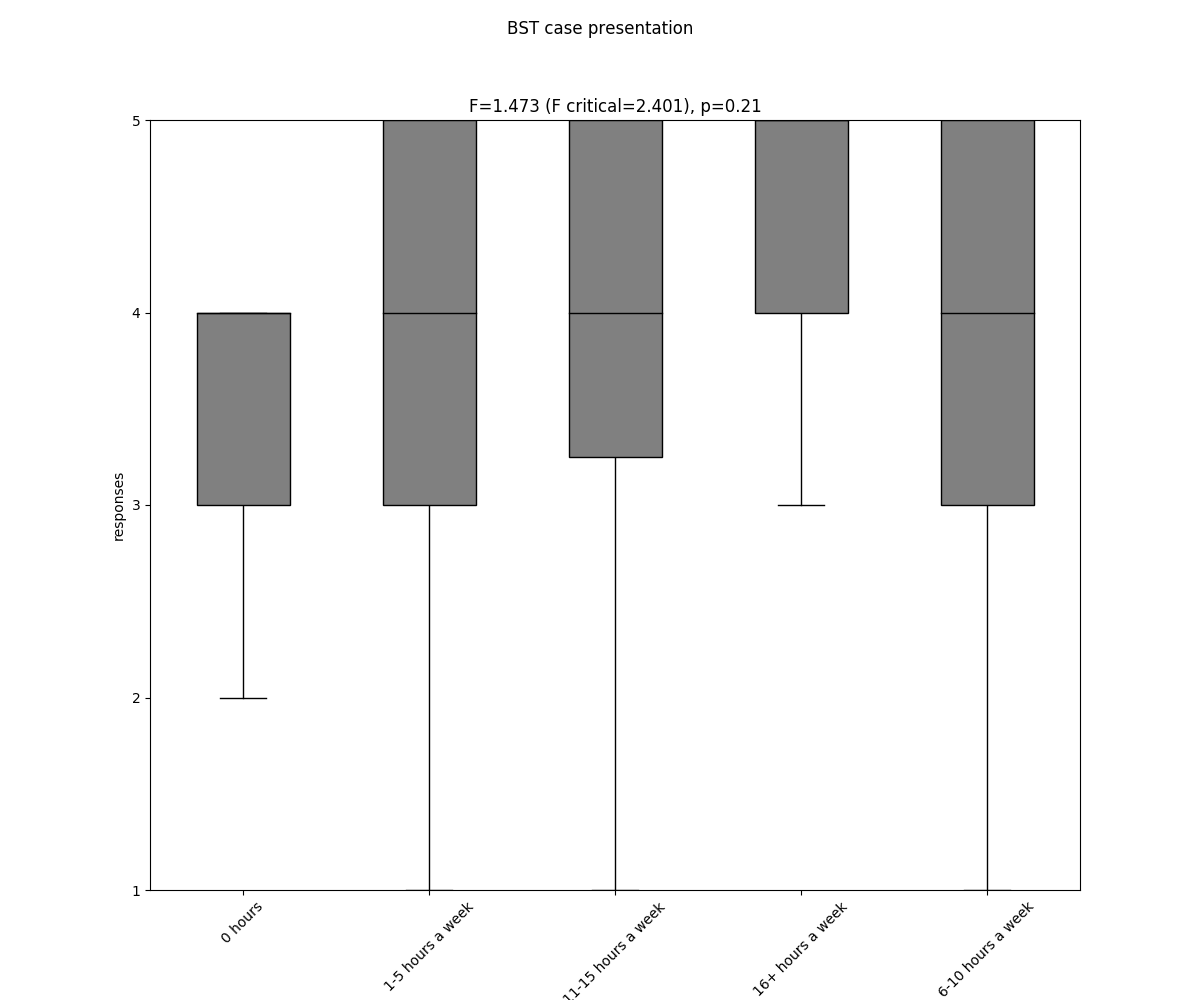 BST case presentation
F=1.473 (F critical=2.401), p=0.21
5
4
3
2
1
responses
0 hours
1-5 hours a week
11-15 hours a week
16+ hours a week
6-10 hours a week